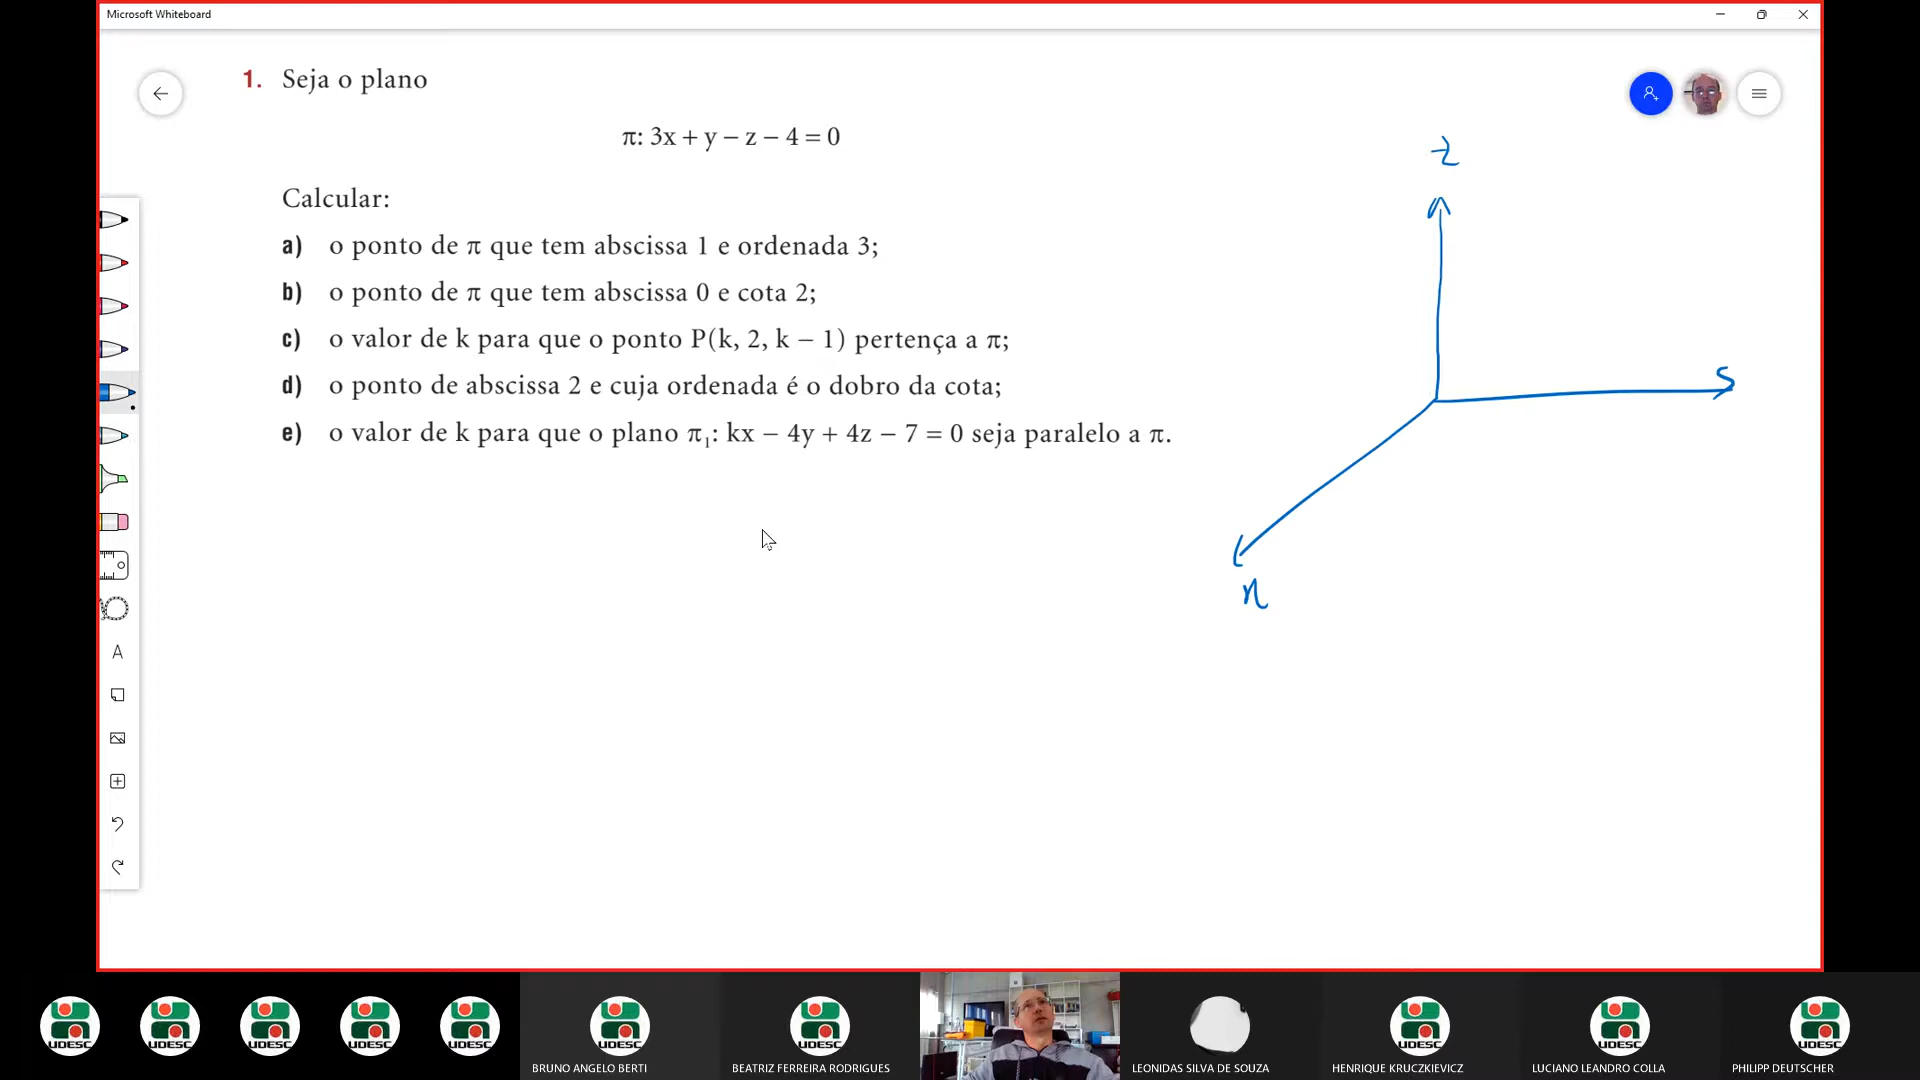 Microsoft Whiteboard
1. Seja o plano
π: 3x + y − z − 4 = 0
Calcular:
a) o ponto de π que tem abscissa 1 e ordenada 3;
b) o ponto de π que tem abscissa 0 e cota 2;
c) o valor de k para que o ponto P(k, 2, k − 1) pertença a π;
d) o ponto de abscissa 2 e cuja ordenada é o dobro da cota;
e) o valor de k para que o plano π₁: kx − 4y + 4z − 7 = 0 seja paralelo a π.
z
A
UDESC
UDESC
UDESC
UDESC
UDESC
UDESC
UDESC
UDESC
UDESC
UDESC
BRUNO ANGELO BERTI
BEATRIZ FERREIRA RODRIGUES
LEONIDAS SILVA DE SOUZA
HENRIQUE KRUCZKIEVICZ
LUCIANO LEANDRO COLLA
PHILIPP DEUTSCHER